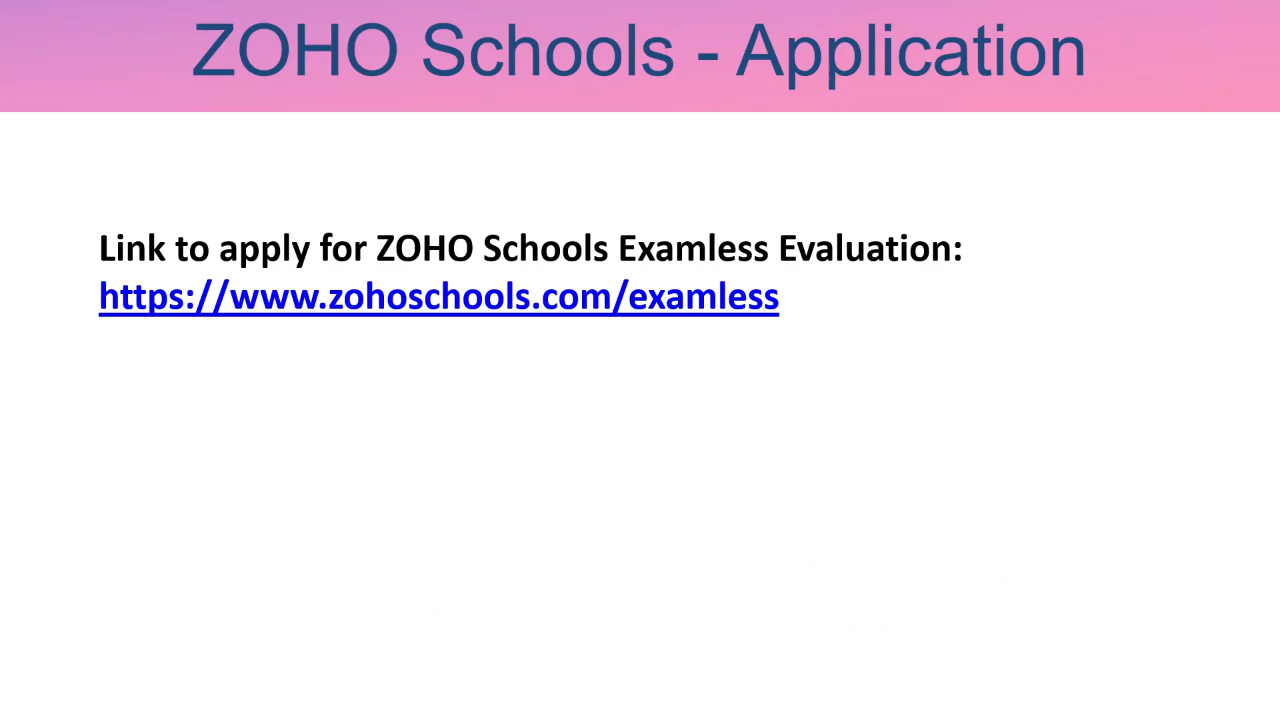 ZOHO Schools - Application
Link to apply for ZOHO Schools Examless Evaluation:
https://www.zohoschools.com/examless